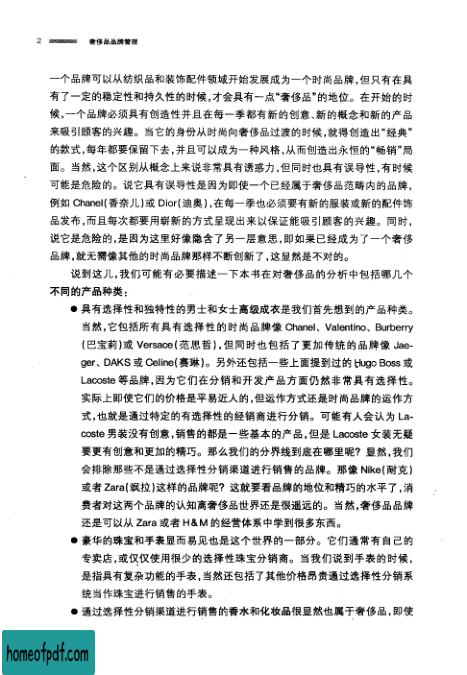 2 奢侈品品牌管理
一个品牌可以从纺织品和装饰配件领域开始发展成为一个时尚品牌,但只有在具
有了一定的稳定性和持久性的时候,才会具有一点“奢侈品”的地位。在开始的时
候,一个品牌必须具有创造性并且在每一季都有新的创意、新的概念和新的产品
来吸引顾客的兴趣。当它的身份从时尚向奢侈品过渡的时候,就得创造出“经典”
的款式,每年都要保留下去,并且可以成为一种风格,从而创造出永恒的“畅销”局
面。当然,这个区别从概念上来说非常具有诱惑力,但同时也具有误导性,有时候
可能是危险的。说它具有误导性是因为即使一个已经属于奢侈品范畴内的品牌,
例如 Chanel(香奈儿)或 Dior(迪奥),在每一季也必须要有新的服装或新的配件饰
品发布,而且每次都要用崭新的方式呈现出来以保证能吸引顾客的兴趣。同时,
说它是危险的,是因为这里好像隐含了另一层意思,即如果已经成为了一个奢侈
品牌,就无需像其他的时尚品牌那样不断创新了,这显然是不对的。
说到这儿,我们可能有必要描述一下本书在对奢侈品的分析中包括哪几个
不同的产品种类:
●具有选择性和独特性的男士和女士高级成衣是我们首先想到的产品种类。
当然,它包括所有具有选择性的时尚品牌像 Chanel、Valentino、Burberry
(巴宝莉)或 Versace(范思哲),但同时也包括了更加传统的品牌像 Jae-
ger、DAKS 或 Celine(赛琳)。另外还包括一些上面提到过的 Hugo Boss 或
Lacoste 等品牌,因为它们在分销和开发产品方面仍然非常具有选择性。
实际上即使它们的价格是平易近人的,但运作方式还是时尚品牌的运作方
式,也就是通过特定的有选择性的经销商进行分销。可能有人会认为 La-
coste 男装没有创意,销售的都是一些基本的产品,但是 Lacoste 女装无疑
要更有创意和更加的精巧。那么我们的分界线到底在哪里呢?显然,我们
会排除那些不是通过选择性分销渠道进行销售的品牌。那像 Nike(耐克)
或者 Zara(飒拉)这样的品牌呢?这就要看品牌的地位和精巧的水平了,消
费者对这两个品牌的认知离奢侈品世界还是很遥远的。当然,奢侈品品牌
还是可以从 Zara 或者 H&M 的经营体系中学到很多东西。
●豪华的珠宝和手表显而易见也是这个世界的一部分。它们通常有自己的
专卖店,或仅仅使用很少的选择性珠宝分销商。当我们说到手表的时候,
是指具有复杂功能的手表,当然还包括了其他价格昂贵通过选择性分销系
统当作珠宝进行销售的手表。
●通过选择性分销渠道进行销售的香水和化妆品很显然也属于奢侈品,即使
homeofpdf.com